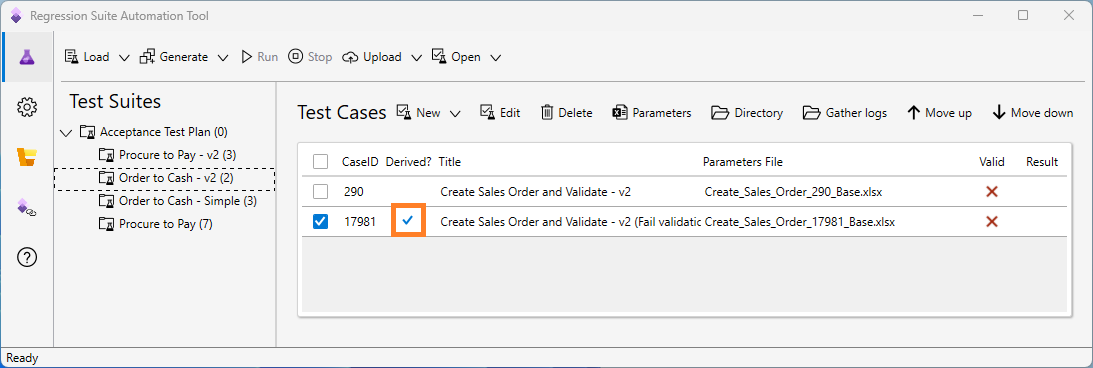 Regression Suite Automation Tool
Load Generate Run Stop Upload Open
Test Suites
Acceptance Test Plan (0)
Procure to Pay - v2 (3)
Order to Cash - v2 (2)
Order to Cash - Simple (3)
Procure to Pay (7)
Test Cases New Edit Delete Parameters Directory Gather logs Move up Move down
CaseID Derived? Title Parameters File Valid Result
290 Create Sales Order and Validate - v2 Create_Sales_Order_290_Base.xlsx
17981 Create Sales Order and Validate - v2 (Fail validatic Create_Sales_Order_17981_Base.xlsx
Ready